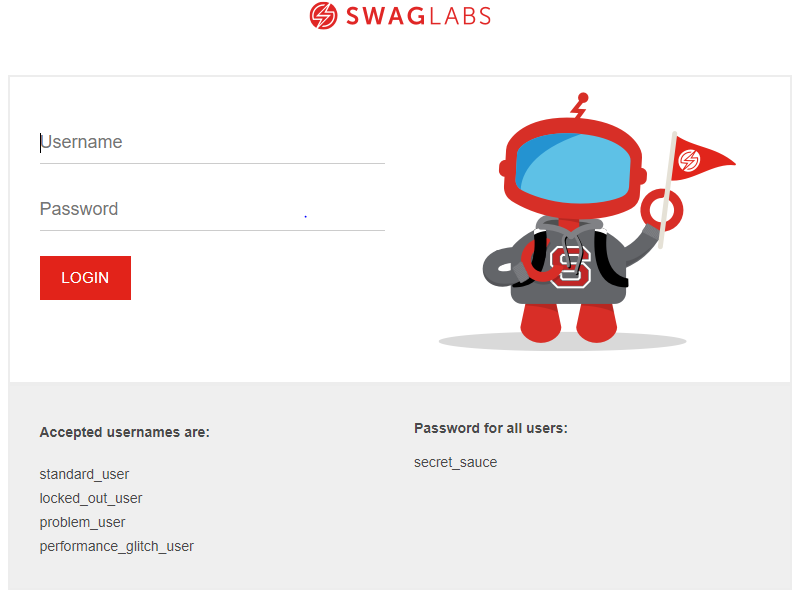 SWAGLABS
Username
Password
LOGIN
S
Accepted usernames are:
standard_user
locked_out_user
problem_user
performance_glitch_user
Password for all users:
secret_sauce